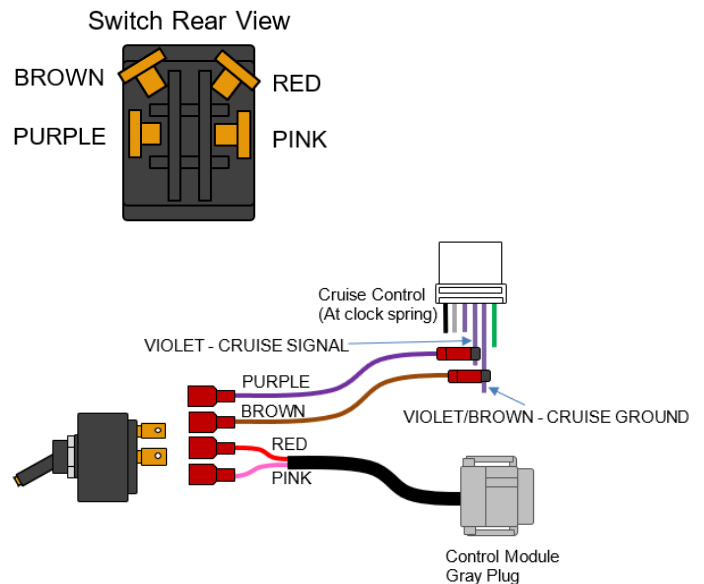 Switch Rear View
BROWN
RED
PURPLE
PINK
Cruise Control
(At clock spring)
VIOLET - CRUISE SIGNAL
PURPLE
BROWN
VIOLET/BROWN - CRUISE GROUND
RED
PINK
Control Module
Gray Plug